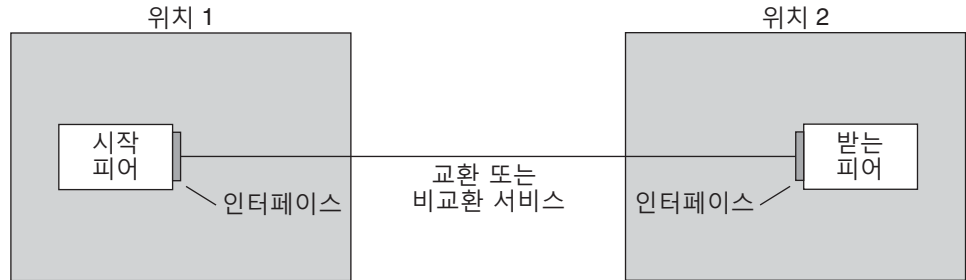 위치 1
위치 2
시작
피어
인터페이스
교환 또는
비교환 서비스
받는
피어
인터페이스